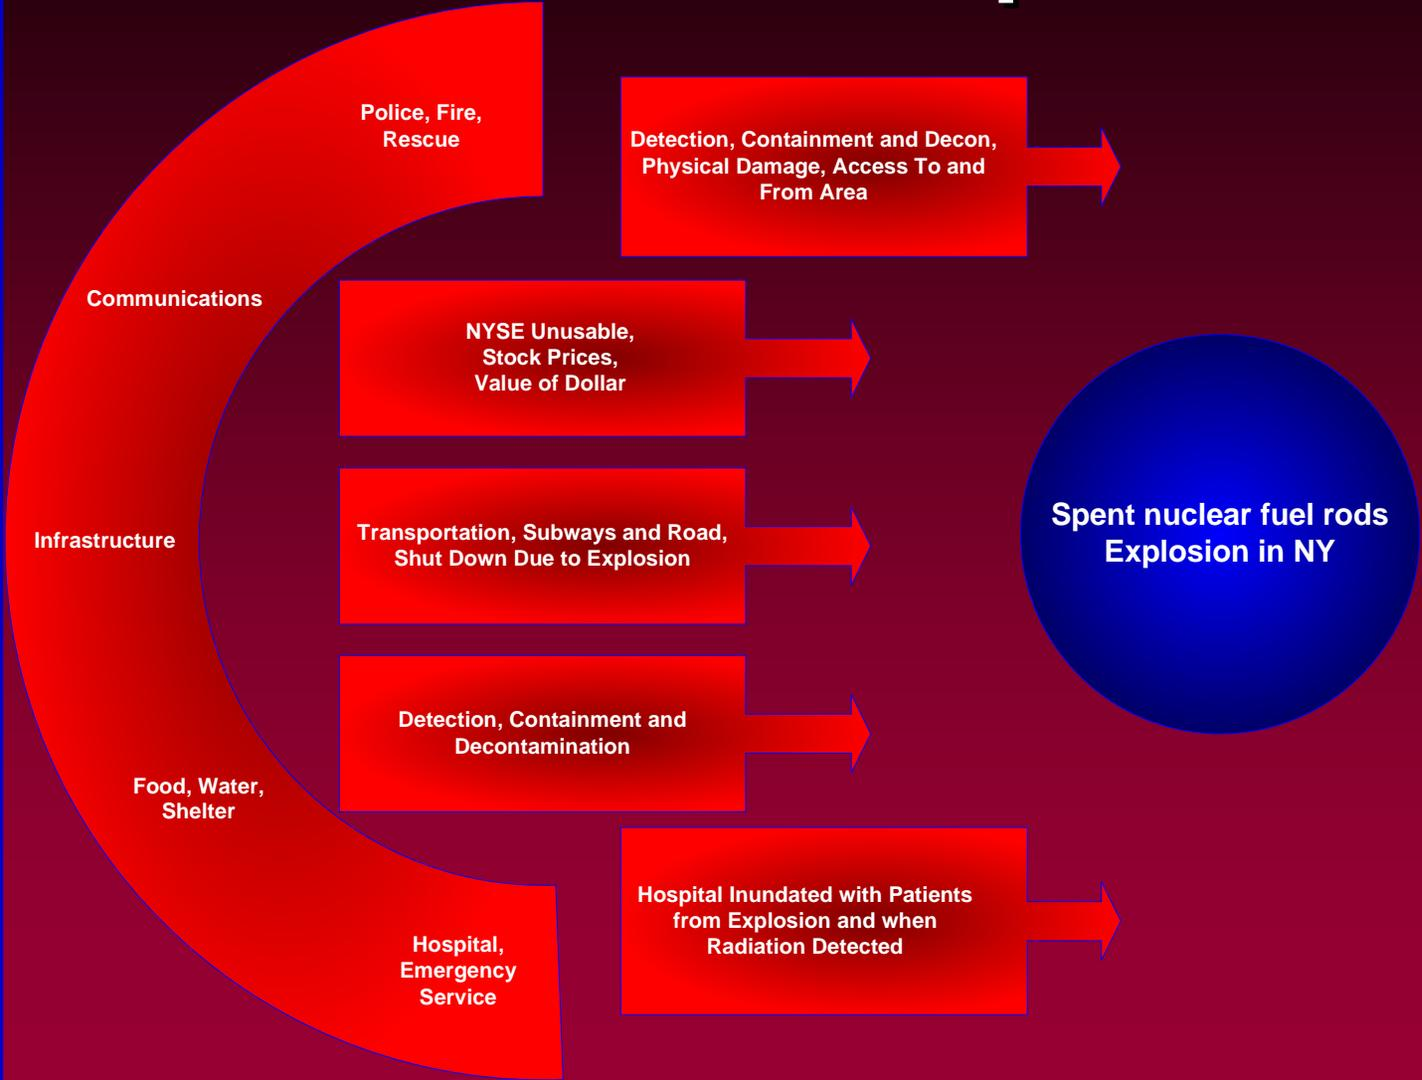 Police, Fire,
Rescue
Detection, Containment and Decon,
Physical Damage, Access To and
From Area
Communications
NYSE Unusable,
Stock Prices,
Value of Dollar
Infrastructure
Transportation, Subways and Road,
Shut Down Due to Explosion
Spent nuclear fuel rods
Explosion in NY
Detection, Containment and
Decontamination
Food, Water,
Shelter
Hospital Inundated with Patients
from Explosion and when
Radiation Detected
Hospital,
Emergency
Service